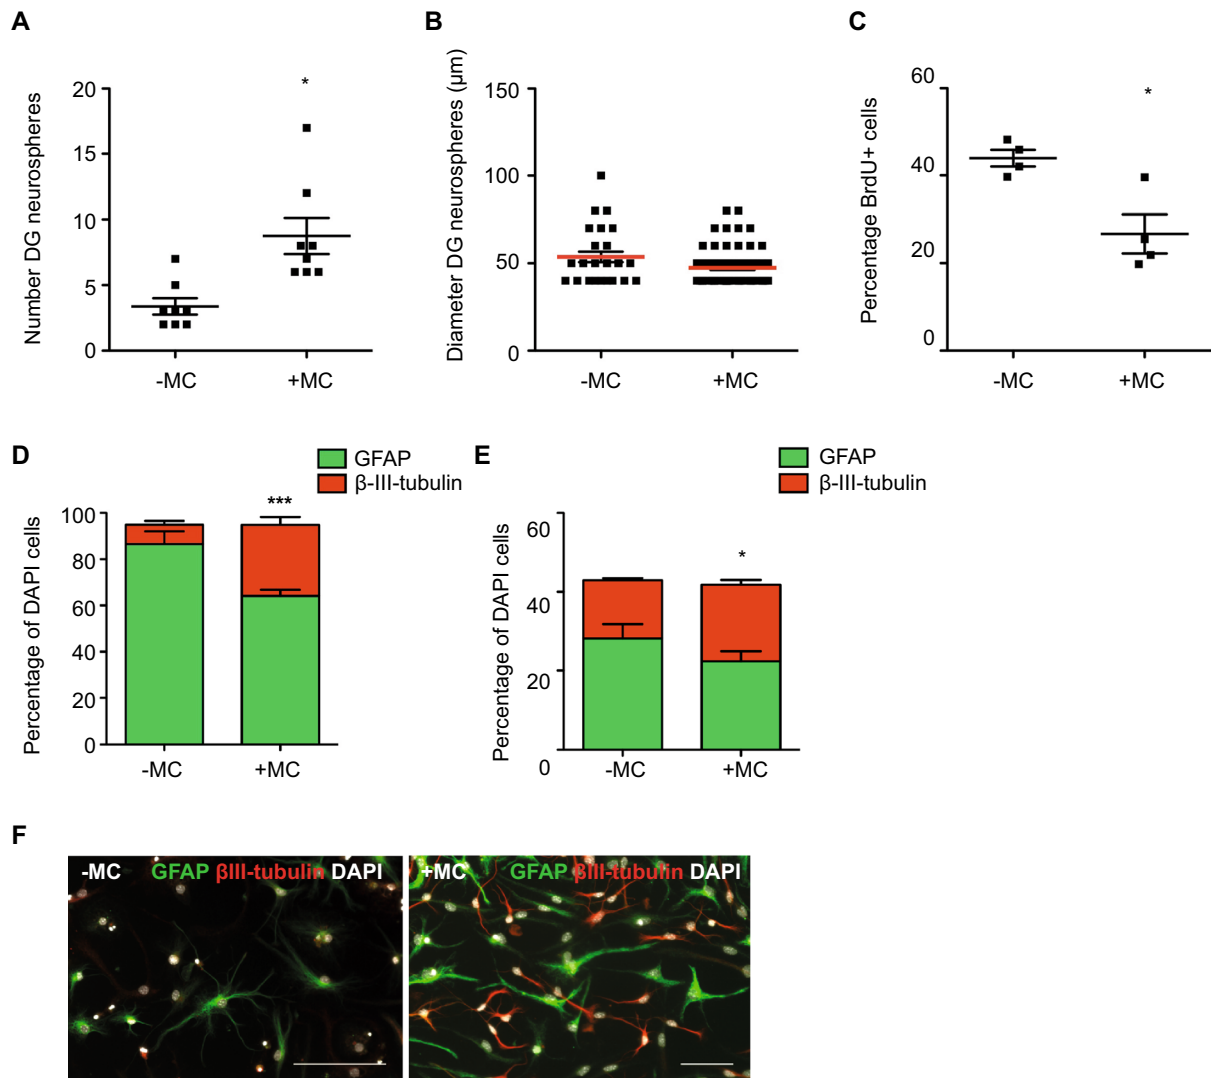 A
Number DG neurospheres
20
15
10
5
0
*
-MC +MC
B
Diameter DG neurospheres (µm)
150
100
50
0
-MC +MC
C
Percentage BrdU+ cells
60
40
20
0
*
-MC +MC
D
GFAP
β-III-tubulin
Percentage of DAPI cells
100
80
60
40
20
0
***
-MC +MC
E
GFAP
β-III-tubulin
Percentage of DAPI cells
60
40
20
0
*
-MC +MC
F
-MC GFAP βIII-tubulin DAPI
+MC GFAP βIII-tubulin DAPI